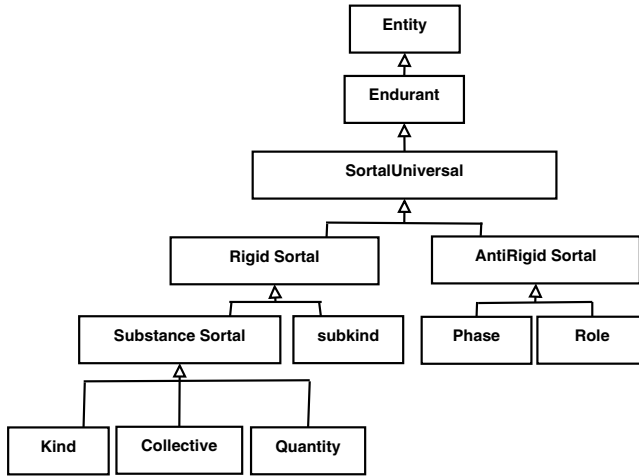 Entity
Endurant
SortalUniversal
Rigid Sortal
AntiRigid Sortal
Substance Sortal
subkind
Phase
Role
Kind
Collective
Quantity